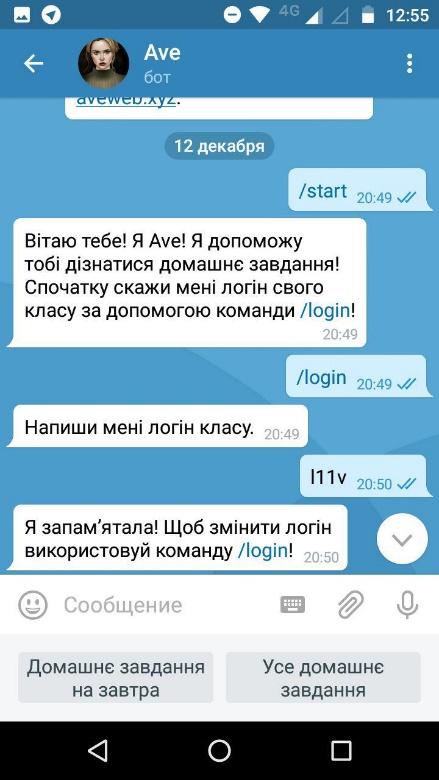 4G 12:55
Ave
бот
aveweb.xyz.
12 декабря
/start 20:49
Вітаю тебе! Я Ave! Я допоможу
тобі дізнатися домашнє завдання!
Спочатку скажи мені логін свого
класу за допомогою команди /login!
20:49
/login 20:49
Напиши мені логін класу. 20:49
l11v 20:50
Я запам’ятала! Щоб змінити логін
використовуй команду /login! 20:50
Сообщение
Домашнє завдання
на завтра
Усе домашнє
завдання